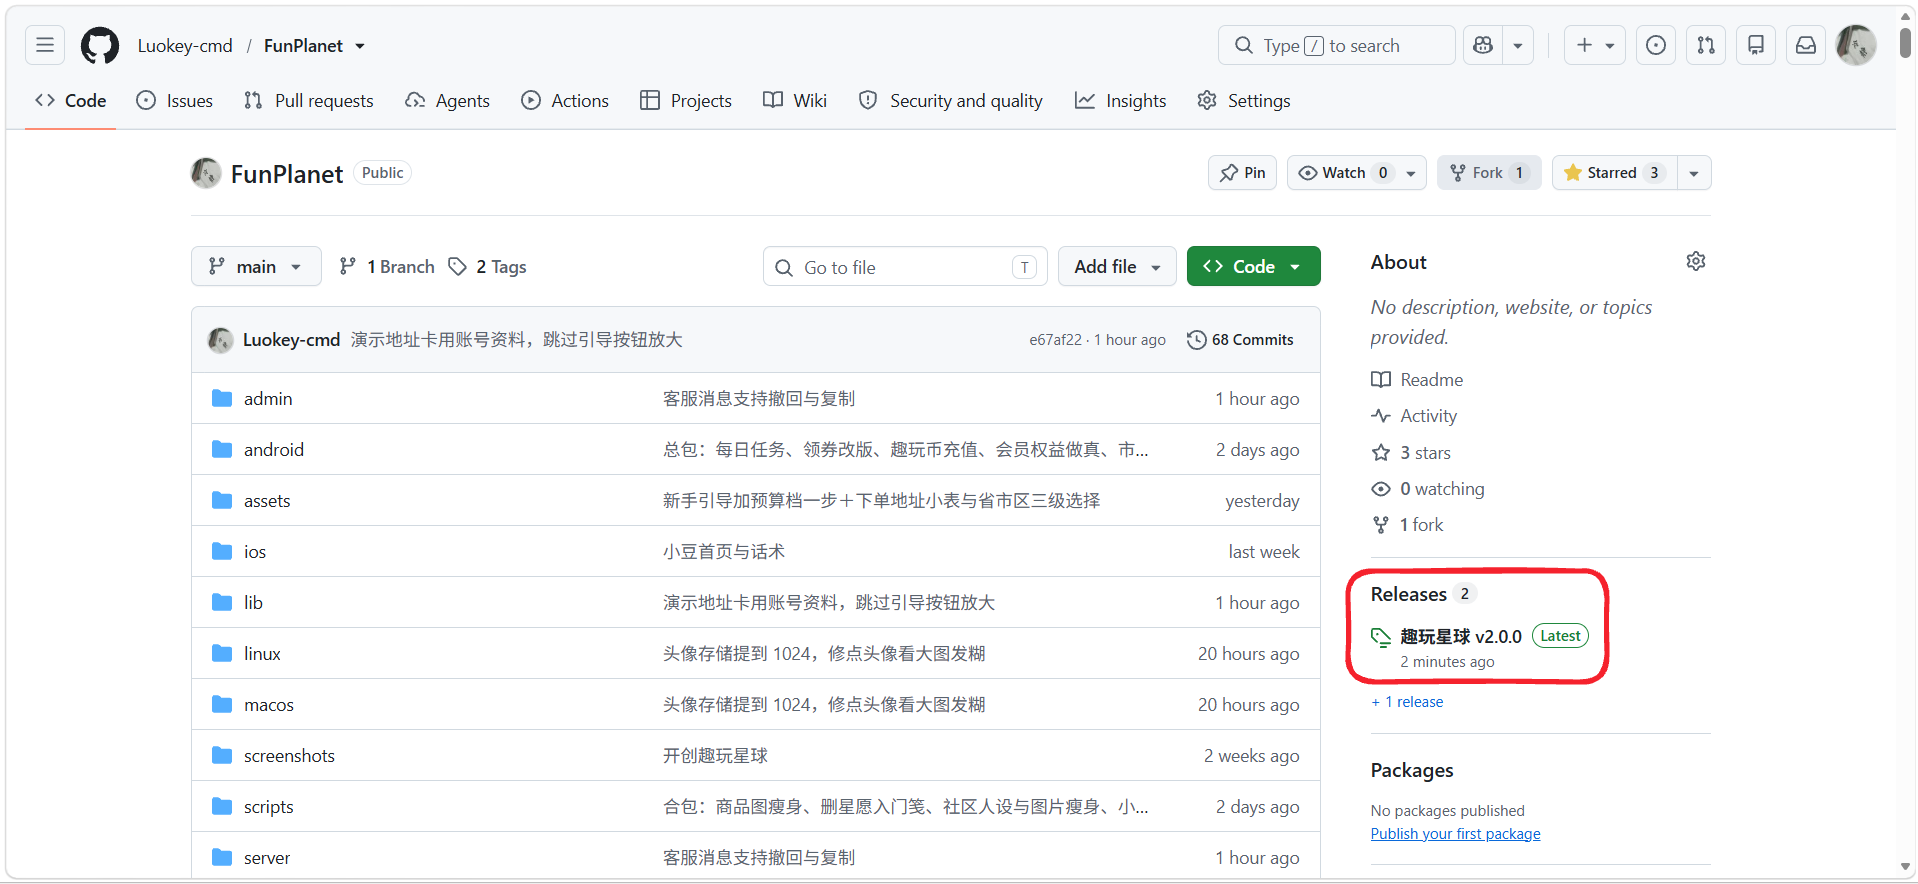 Luokey-cmd / FunPlanet
Type / to search
Code
Issues
Pull requests
Agents
Actions
Projects
Wiki
Security and quality
Insights
Settings
FunPlanet Public
Pin
Watch 0
Fork 1
Starred 3
main
1 Branch
2 Tags
Go to file T
Add file
Code
Luokey-cmd 演示地址卡用账号资料，跳过引导按钮放大 e67af22 · 1 hour ago 68 Commits
admin 客服消息支持撤回与复制 1 hour ago
android 总包：每日任务、领券改版、趣玩币充值、会员权益做真、市... 2 days ago
assets 新手引导加预算档一步＋下单地址小表与省市区三级选择 yesterday
ios 小豆首页与话术 last week
lib 演示地址卡用账号资料，跳过引导按钮放大 1 hour ago
linux 头像存储提到 1024，修点头像看大图发糊 20 hours ago
macos 头像存储提到 1024，修点头像看大图发糊 20 hours ago
screenshots 开创趣玩星球 2 weeks ago
scripts 合包：商品图瘦身、删星愿入门笺、社区人设与图片瘦身、小... 2 days ago
server 客服消息支持撤回与复制 1 hour ago
About
No description, website, or topics
provided.
Readme
Activity
3 stars
0 watching
1 fork
Releases 2
趣玩星球 v2.0.0 Latest
2 minutes ago
+ 1 release
Packages
No packages published
Publish your first package